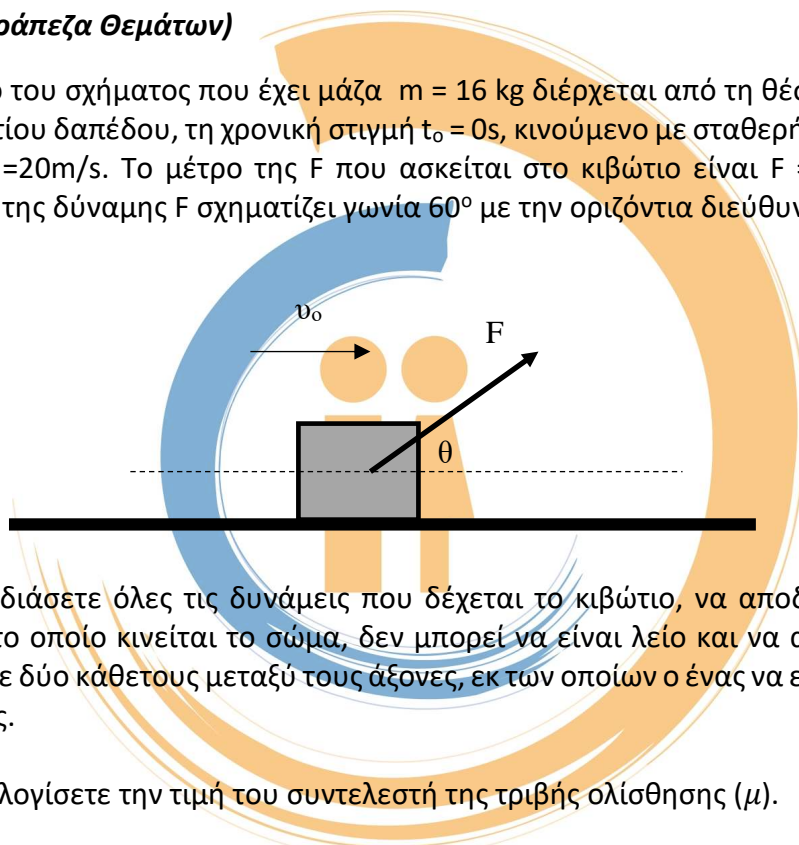 ράπεζα Θεμάτων)
του σχήματος που έχει μάζα m = 16 kg διέρχεται από τη θέσ
τίου δαπέδου, τη χρονική στιγμή tₒ = 0s, κινούμενο με σταθερή
=20m/s. Το μέτρο της F που ασκείται στο κιβώτιο είναι F =
της δύναμης F σχηματίζει γωνία 60ᵒ με την οριζόντια διεύθυν
υₒ
F
θ
διάσετε όλες τις δυνάμεις που δέχεται το κιβώτιο, να αποδ
το οποίο κινείται το σώμα, δεν μπορεί να είναι λείο και να α
ε δύο κάθετους μεταξύ τους άξονες, εκ των οποίων ο ένας να ε
ς.
λογίσετε την τιμή του συντελεστή της τριβής ολίσθησης (μ).